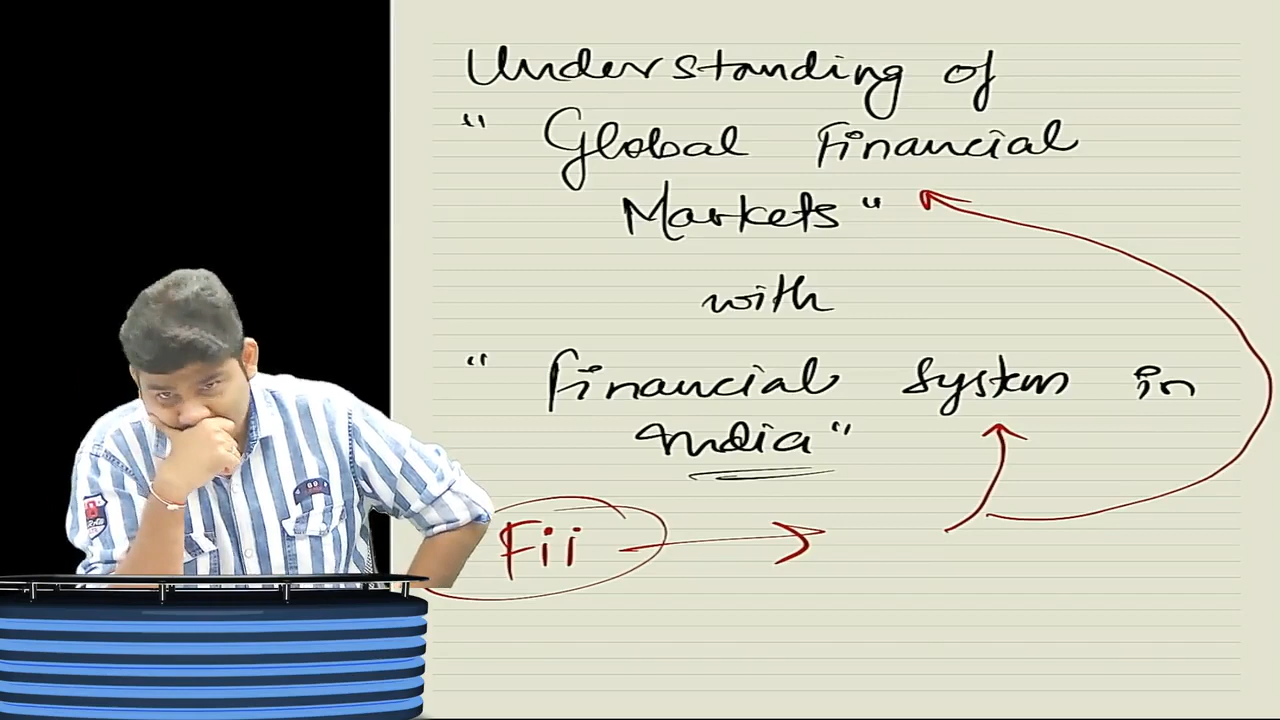 Understanding of
" Global Financial
Markets "
with
" Financial System in
India "
Fii